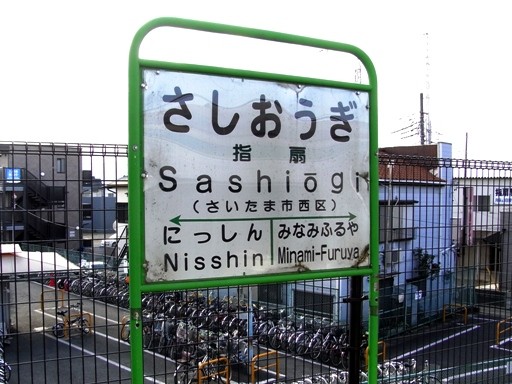 さしおうぎ
指扇
Sashiōgi
(さいたま市西区)
にっしん みなみふるや
Nisshin Minami-Furuya